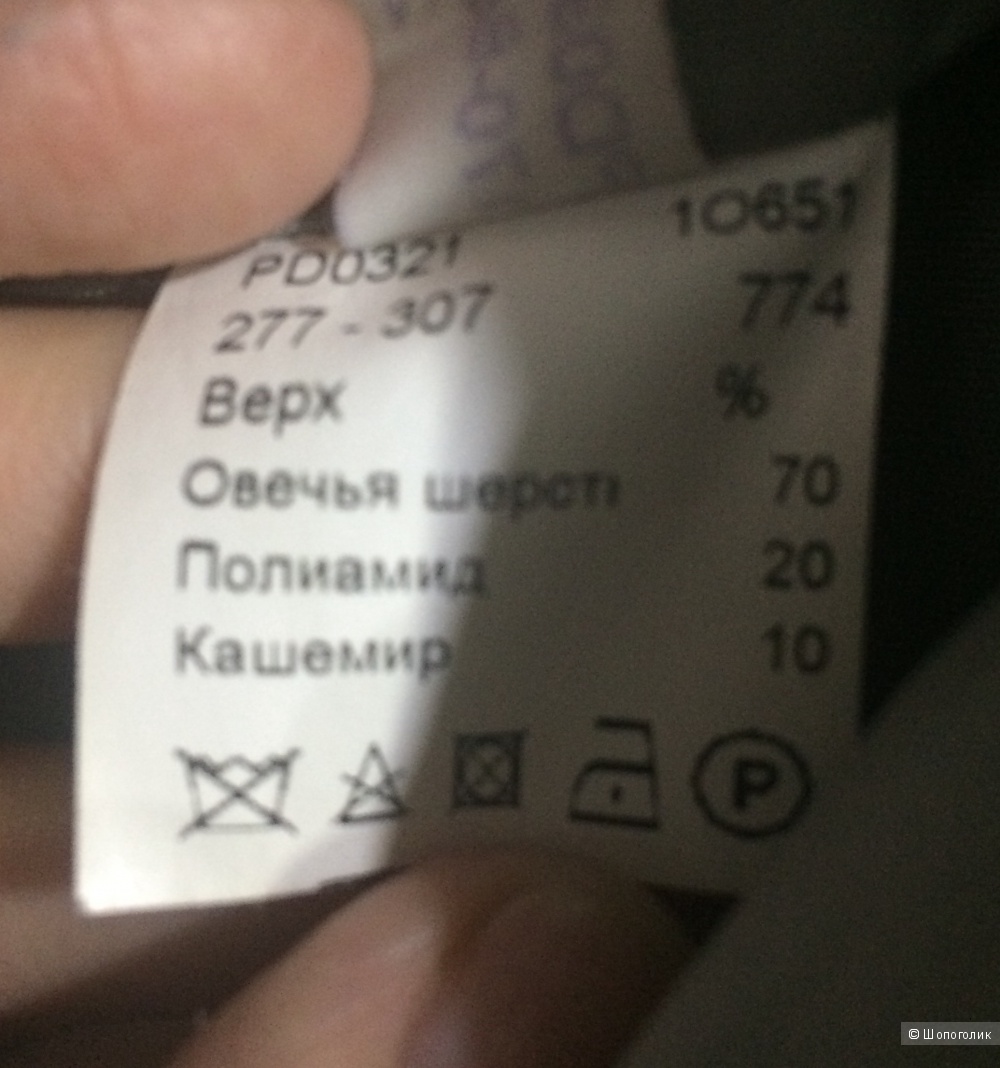 PD0321 10651
277 - 307 774
Верх %
Овечья шерсть 70
Полиамид 20
Кашемир 10
P
© Шопоголик